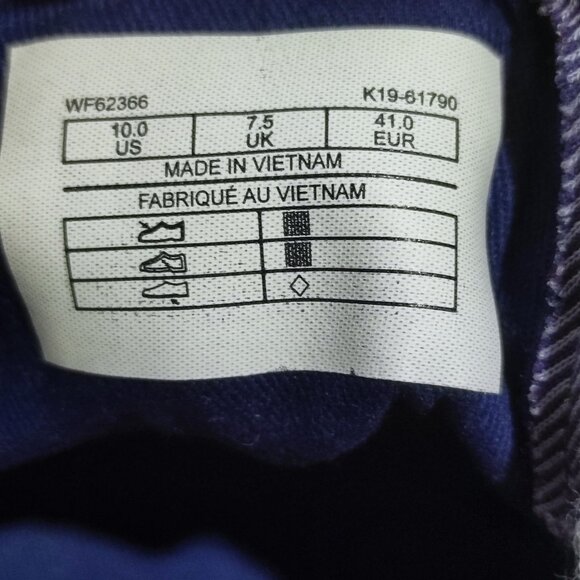 WF62366 K19-61790
10.0 7.5 41.0
US UK EUR
MADE IN VIETNAM
FABRIQUÉ AU VIETNAM